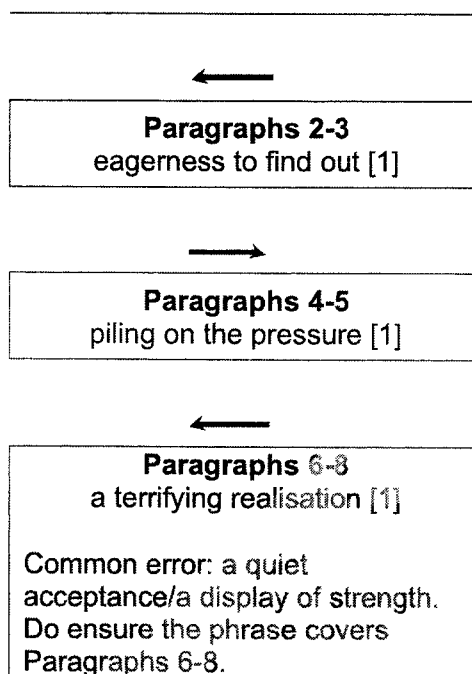 Paragraphs 2-3
eagerness to find out [1]
Paragraphs 4-5
piling on the pressure [1]
Paragraphs 6-8
a terrifying realisation [1]
Common error: a quiet
acceptance/a display of strength.
Do ensure the phrase covers
Paragraphs 6-8.